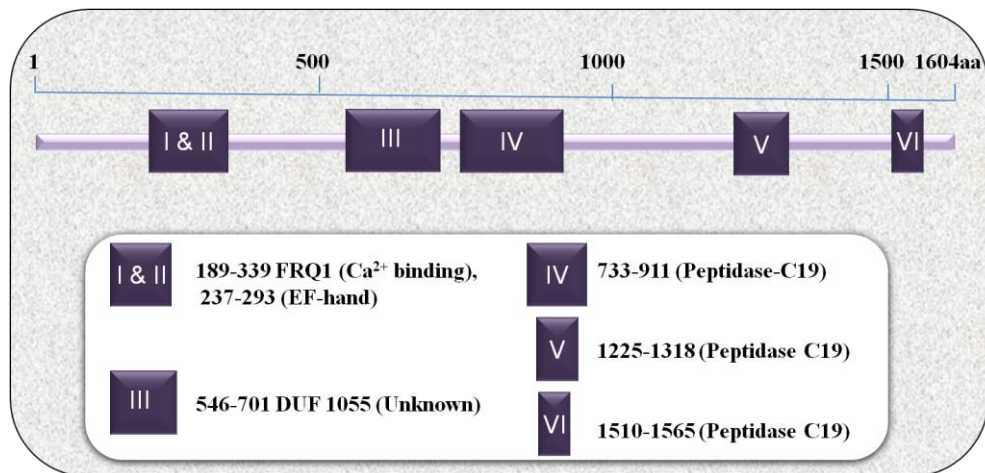 1 500 1000 1500 1604aa
I & II III IV V VI
I & II
189-339 FRQ1 (Ca²⁺ binding),
237-293 (EF-hand)
III
546-701 DUF 1055 (Unknown)
IV
733-911 (Peptidase-C19)
V
1225-1318 (Peptidase C19)
VI
1510-1565 (Peptidase C19)